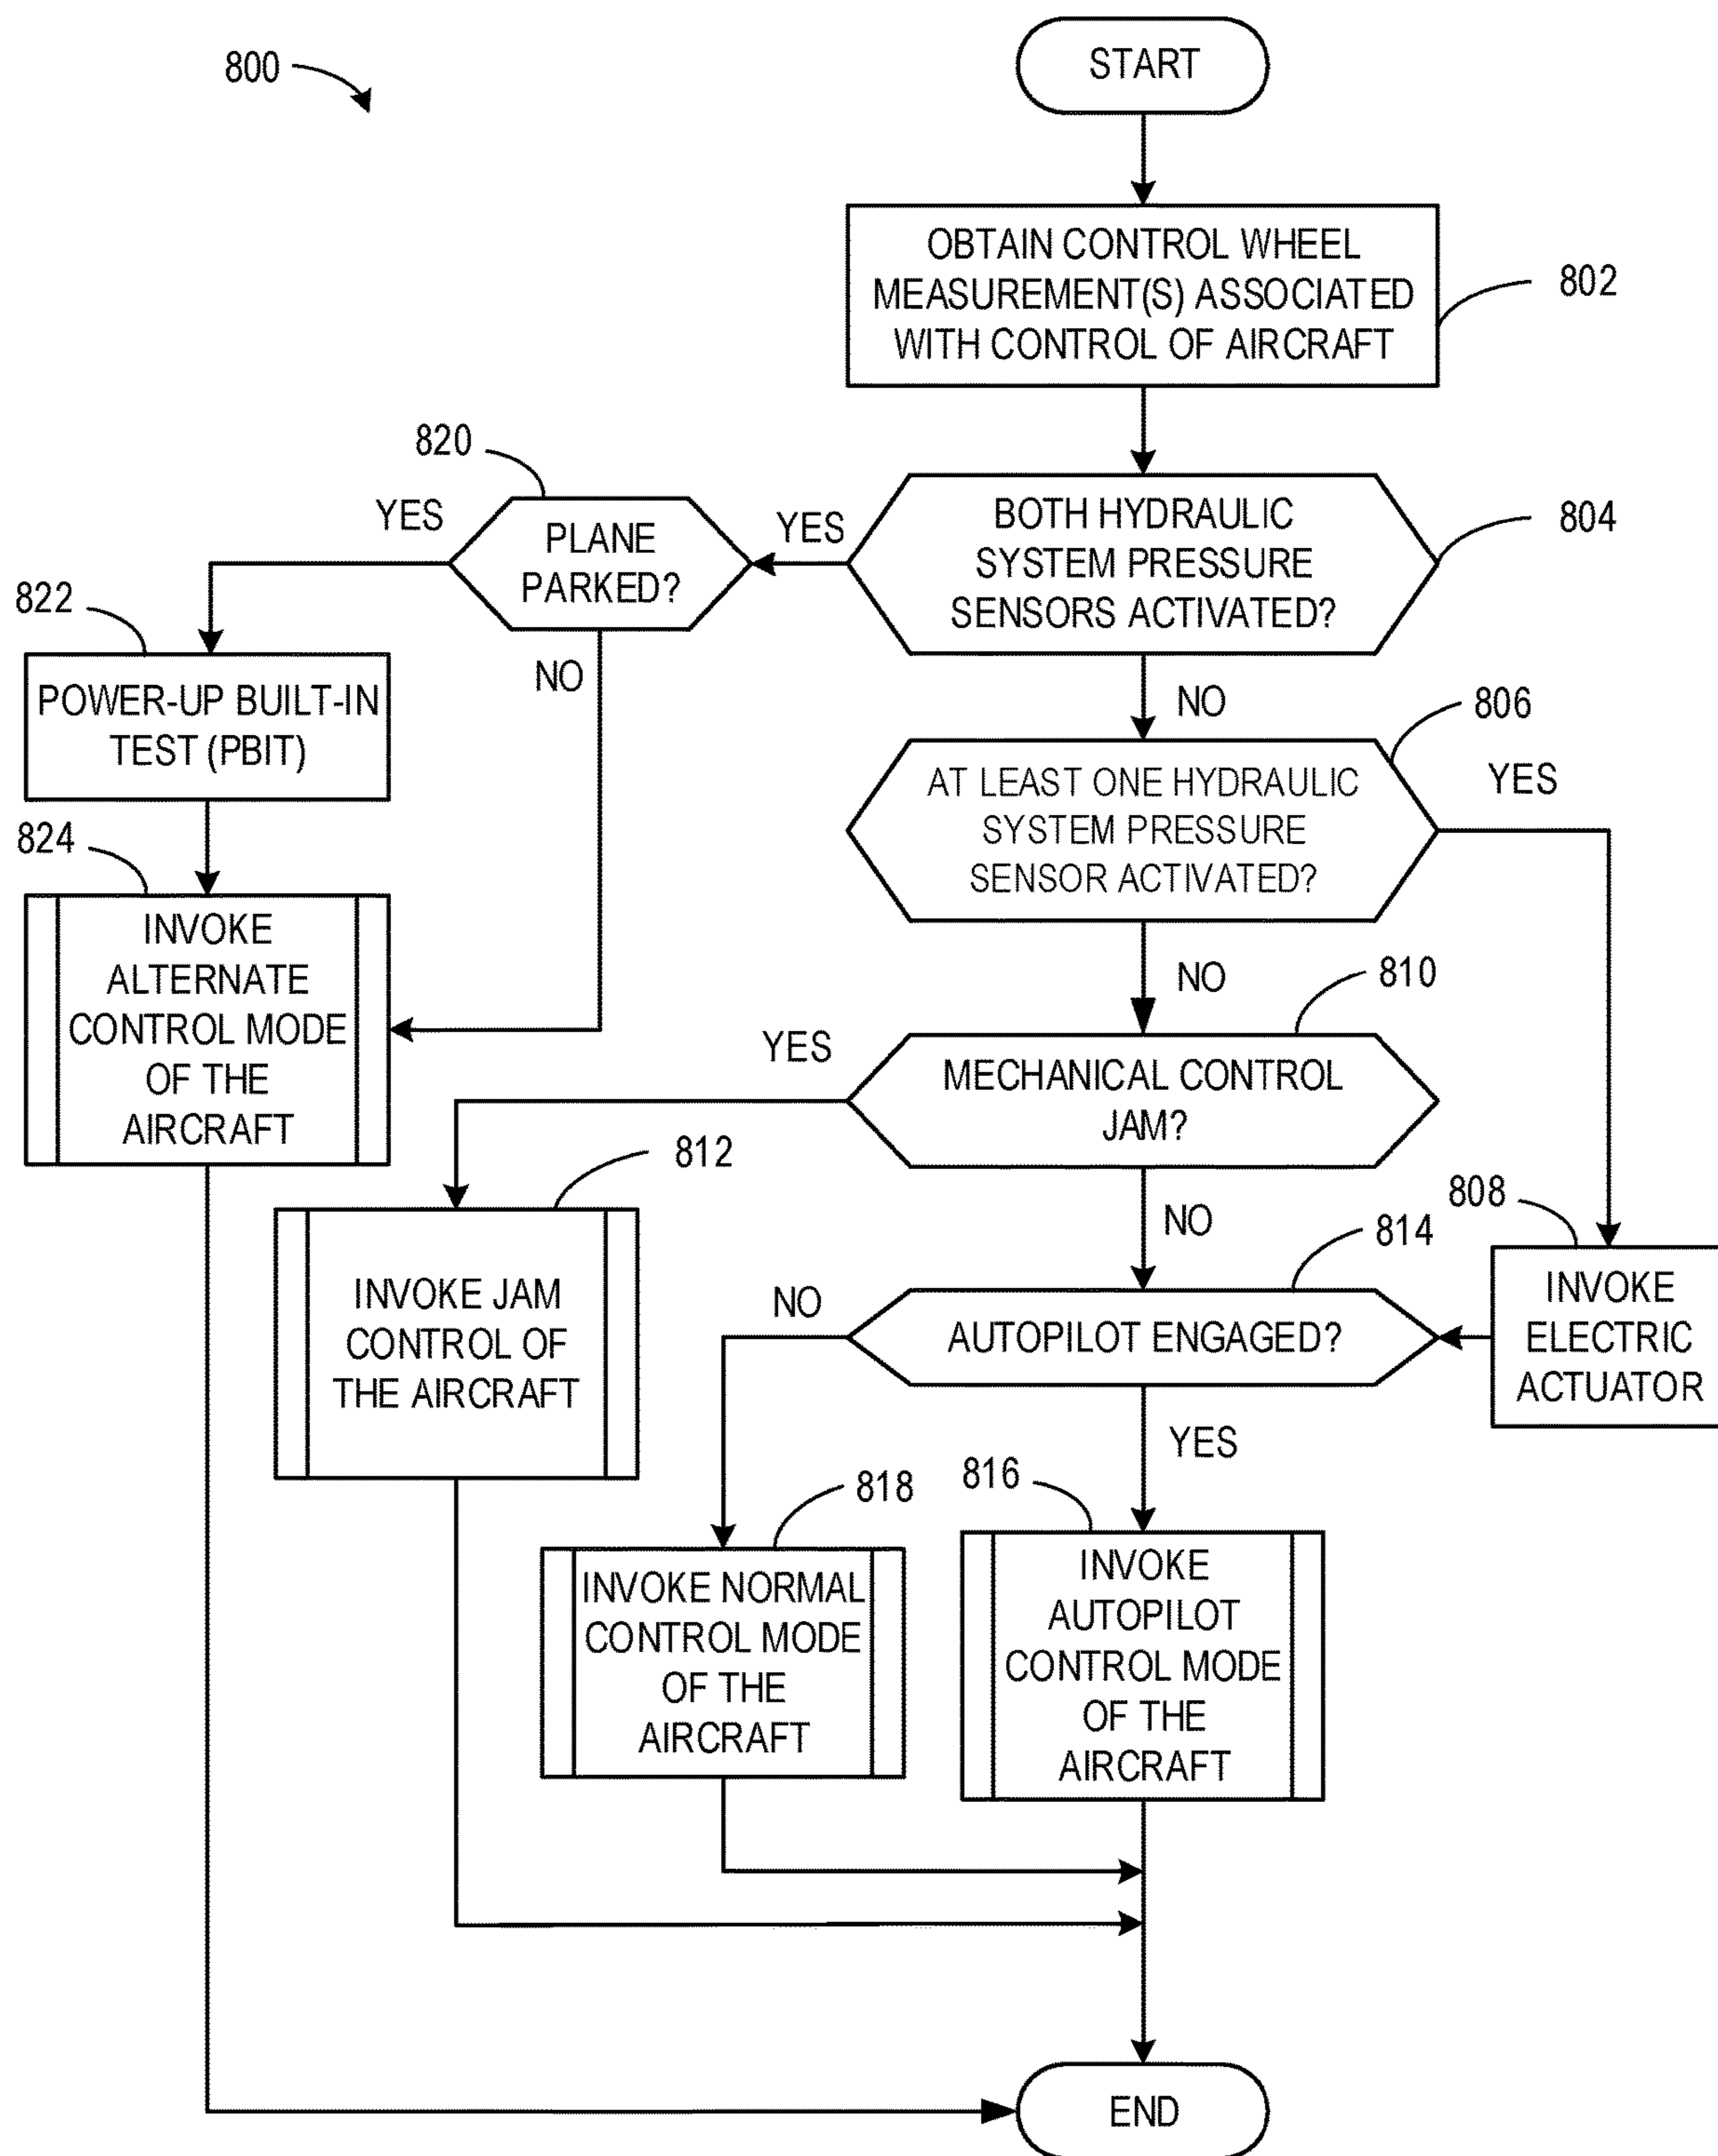 800
START
OBTAIN CONTROL WHEEL
MEASUREMENT(S) ASSOCIATED
WITH CONTROL OF AIRCRAFT
802
820
YES
PLANE
PARKED?
YES
BOTH HYDRAULIC
SYSTEM PRESSURE
SENSORS ACTIVATED?
804
822
NO
NO
POWER-UP BUILT-IN
TEST (PBIT)
806
YES
AT LEAST ONE HYDRAULIC
SYSTEM PRESSURE
SENSOR ACTIVATED?
824
INVOKE
ALTERNATE
CONTROL MODE
OF THE
AIRCRAFT
NO
810
YES
MECHANICAL CONTROL
JAM?
812
NO
INVOKE JAM
CONTROL OF
THE AIRCRAFT
814
808
NO
AUTOPILOT ENGAGED?
INVOKE
ELECTRIC
ACTUATOR
YES
818
816
INVOKE NORMAL
CONTROL MODE
OF THE
AIRCRAFT
INVOKE
AUTOPILOT
CONTROL MODE
OF THE
AIRCRAFT
END